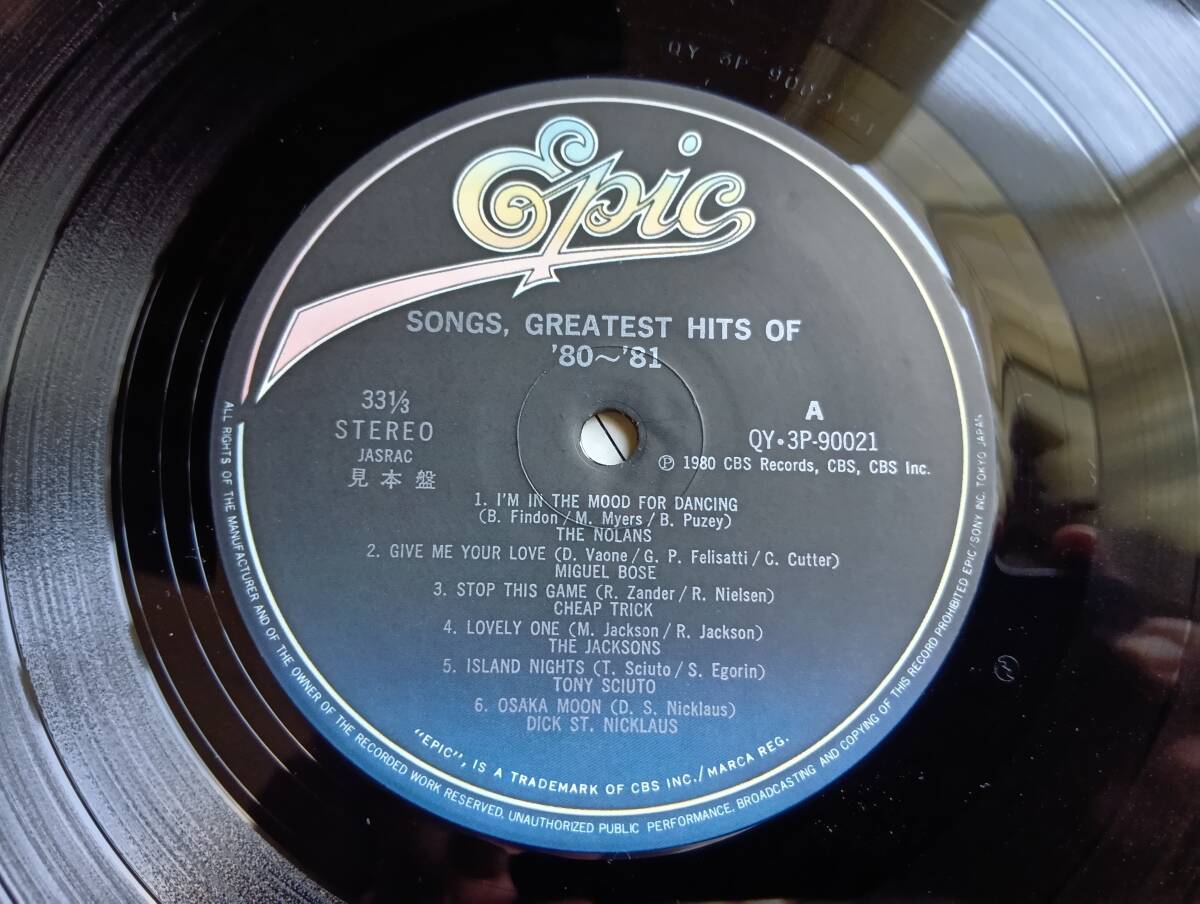 QY 3P-90021A1
Epic
SONGS, GREATEST HITS OF
'80～'81
33⅓
STEREO
JASRAC
見本盤
A
QY・3P-90021
Ⓟ 1980 CBS Records, CBS, CBS Inc.
1. I'M IN THE MOOD FOR DANCING
(B. Findon/M. Myers/B. Puzey)
THE NOLANS
2. GIVE ME YOUR LOVE (D. Vaone/G. P. Felisatti/C. Cutter)
MIGUEL BOSE
3. STOP THIS GAME (R. Zander/R. Nielsen)
CHEAP TRICK
4. LOVELY ONE (M. Jackson/R. Jackson)
THE JACKSONS
5. ISLAND NIGHTS (T. Sciuto/S. Egorin)
TONY SCIUTO
6. OSAKA MOON (D. S. Nicklaus)
DICK ST. NICKLAUS
"EPIC", IS A TRADEMARK OF CBS INC./MARCA REG.
ALL RIGHTS OF THE MANUFACTURER AND OF THE OWNER OF THE RECORDED WORK RESERVED. UNAUTHORIZED PUBLIC PERFORMANCE, BROADCASTING AND COPYING OF THIS RECORD PROHIBITED EPIC/SONY INC. TOKYO JAPAN